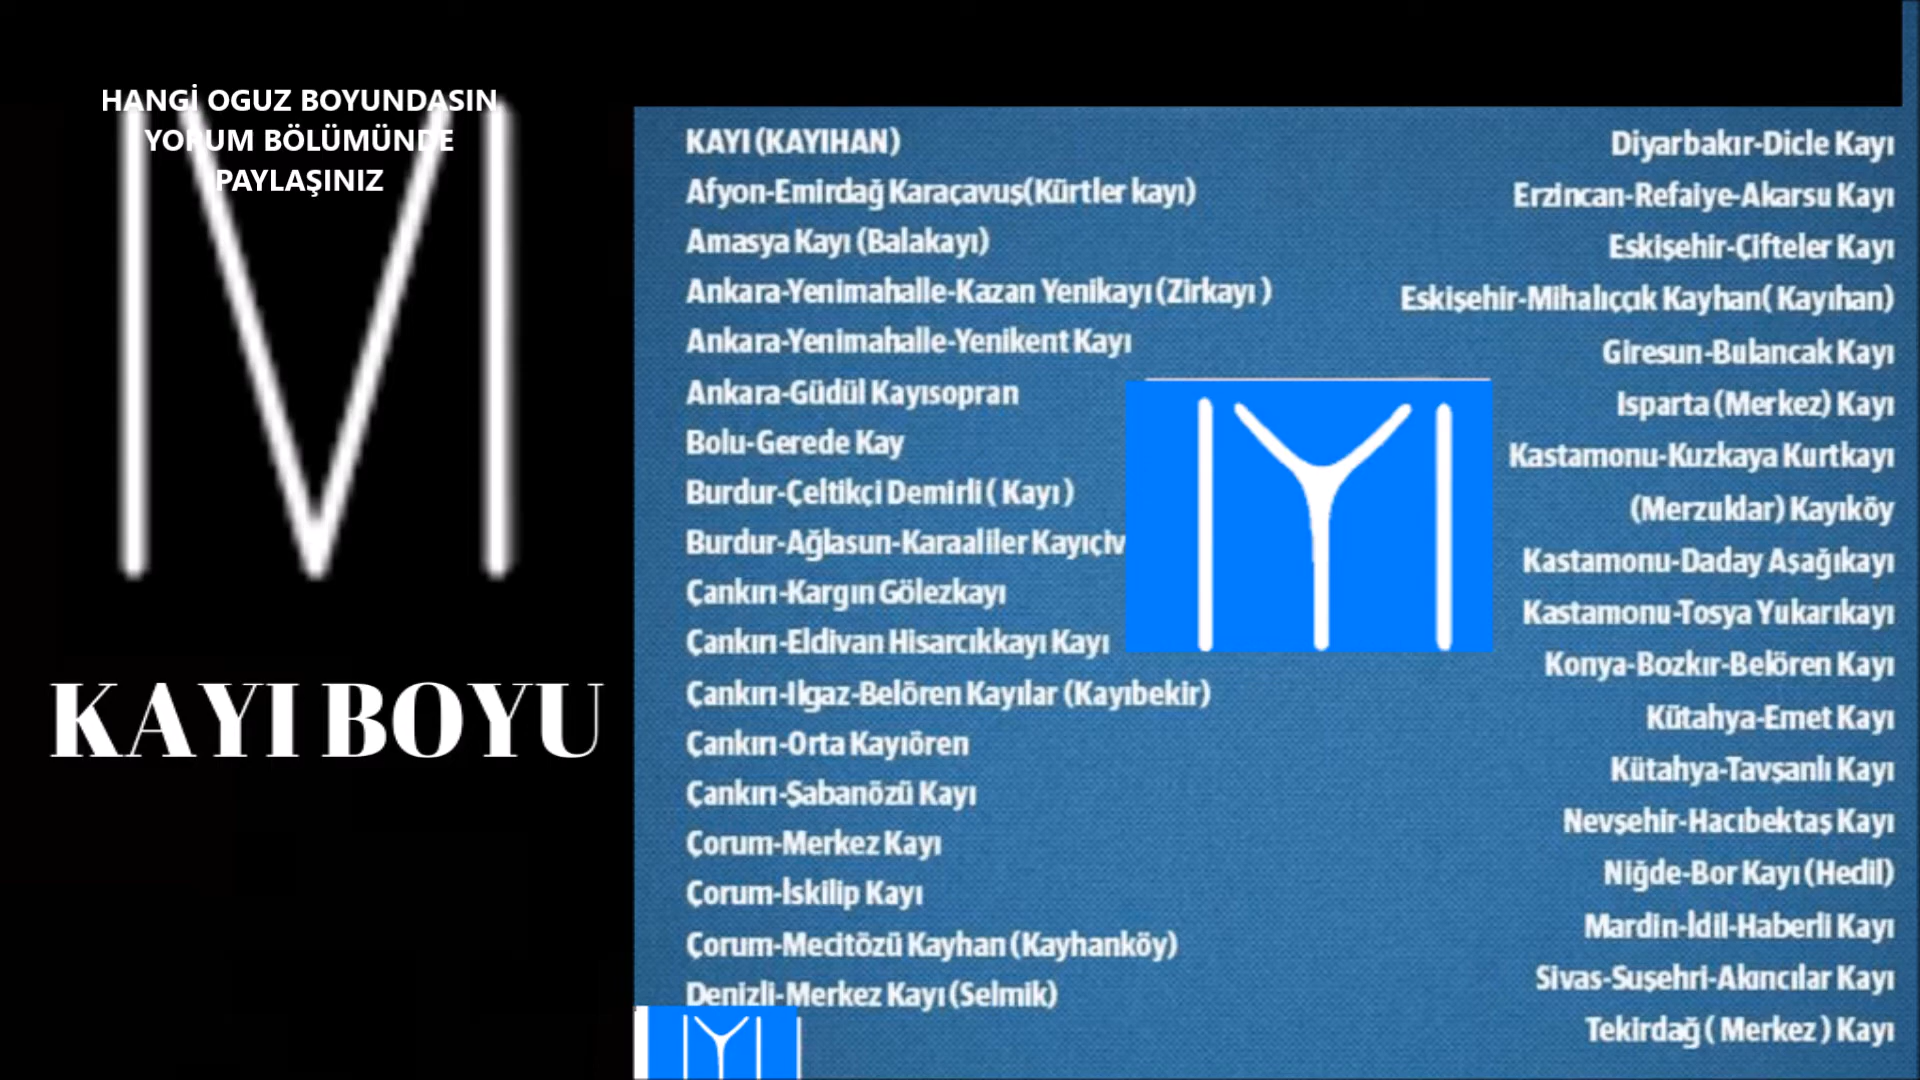 HANGİ OGUZ BOYUNDASIN
YORUM BÖLÜMÜNDE
PAYLAŞINIZ
KAYI BOYU
KAYI (KAYIHAN)
Afyon-Emirdağ Karaçavuş(Kürtler kayı)
Amasya Kayı (Balakayı)
Ankara-Yenimahalle-Kazan Yenikayı (Zirkayı )
Ankara-Yenimahalle-Yenikent Kayı
Ankara-Güdül Kayısopran
Bolu-Gerede Kay
Burdur-Çeltikçi Demirli ( Kayı )
Burdur-Ağlasun-Karaaliler Kayıçiv
Çankırı-Kargın Gölezkayı
Çankırı-Eldivan Hisarcıkkayı Kayı
Çankırı-Ilgaz-Belören Kayılar (Kayıbekir)
Çankırı-Orta Kayıören
Çankırı-Şabanözü Kayı
Çorum-Merkez Kayı
Çorum-İskilip Kayı
Çorum-Mecitözü Kayhan (Kayhanköy)
Denizli-Merkez Kayı (Selmik)
Diyarbakır-Dicle Kayı
Erzincan-Refaiye-Akarsu Kayı
Eskişehir-Çifteler Kayı
Eskişehir-Mihalıççık Kayhan( Kayıhan)
Giresun-Bulancak Kayı
Isparta (Merkez) Kayı
Kastamonu-Kuzkaya Kurtkayı
(Merzuklar) Kayıköy
Kastamonu-Daday Aşağıkayı
Kastamonu-Tosya Yukarıkayı
Konya-Bozkır-Belören Kayı
Kütahya-Emet Kayı
Kütahya-Tavşanlı Kayı
Nevşehir-Hacıbektaş Kayı
Niğde-Bor Kayı (Hedil)
Mardin-İdil-Haberli Kayı
Sivas-Suşehri-Akıncılar Kayı
Tekirdağ ( Merkez ) Kayı